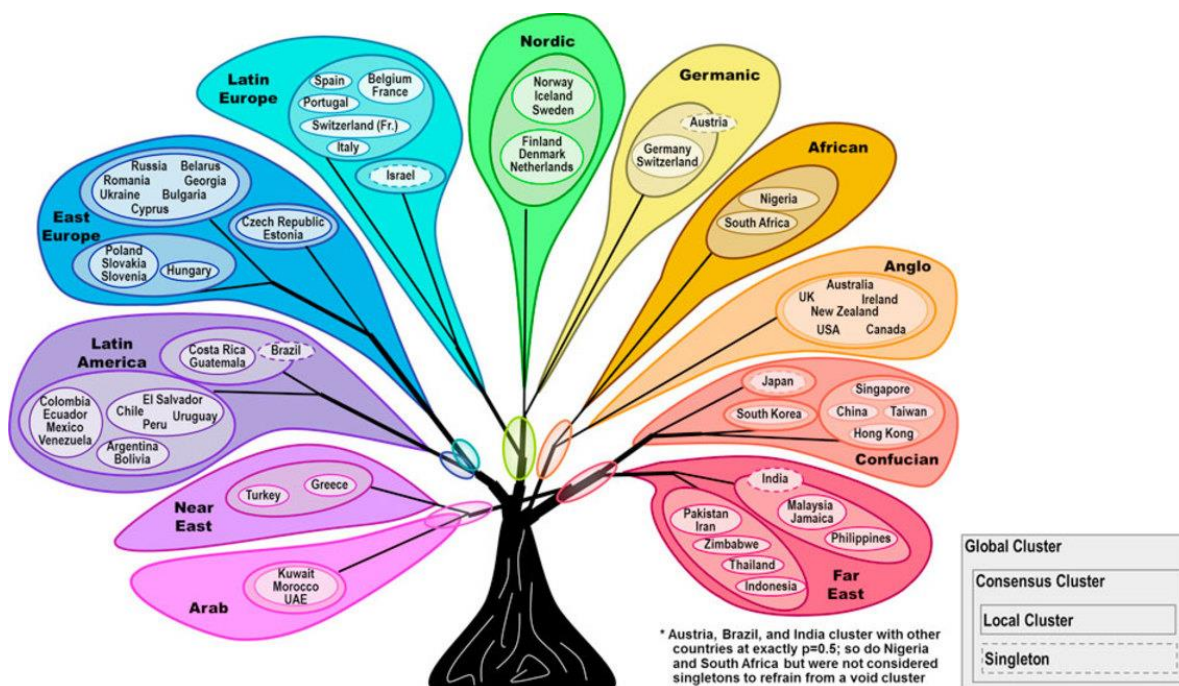 Nordic
Norway
Iceland
Sweden
Finland
Denmark
Netherlands
Latin
Europe
Spain
Belgium
France
Portugal
Switzerland (Fr.)
Italy
Israel
Germanic
Austria
Germany
Switzerland
African
Nigeria
South Africa
East
Europe
Russia Belarus
Romania Georgia
Ukraine Bulgaria
Cyprus
Czech Republic
Estonia
Poland
Slovakia
Slovenia
Hungary
Anglo
Australia
UK Ireland
New Zealand
USA Canada
Latin
America
Costa Rica
Guatemala
Brazil
Colombia
Ecuador
Mexico
Venezuela
El Salvador
Chile
Uruguay
Peru
Argentina
Bolivia
Japan
South Korea
Singapore
China
Taiwan
Hong Kong
Confucian
Near
East
Turkey
Greece
Arab
Kuwait
Morocco
UAE
India
Malaysia
Jamaica
Philippines
Pakistan
Iran
Zimbabwe
Thailand
Indonesia
Far
East
* Austria, Brazil, and India cluster with other
countries at exactly p=0.5; so do Nigeria
and South Africa but were not considered
singletons to refrain from a void cluster
Global Cluster
Consensus Cluster
Local Cluster
Singleton